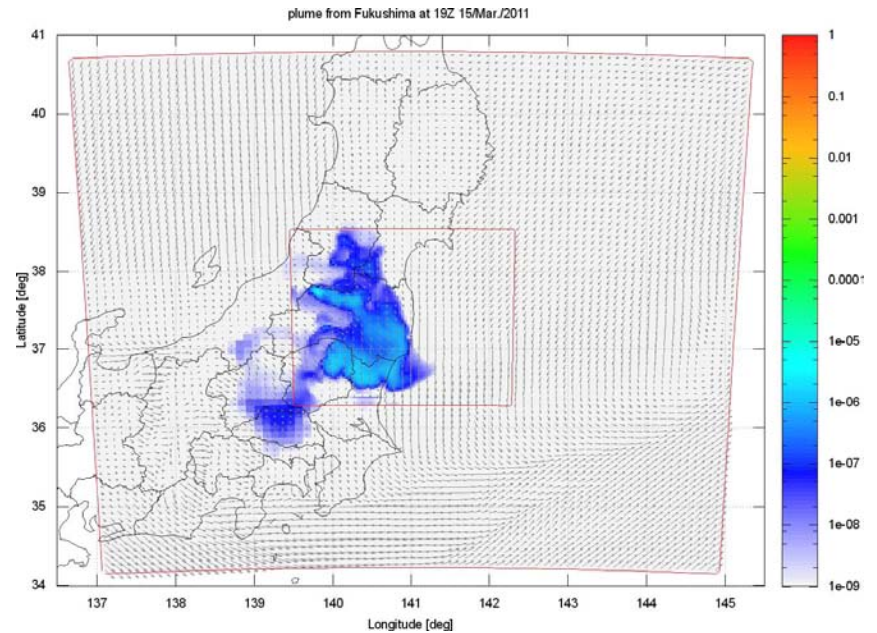 plume from Fukushima at 19Z 15/Mar./2011
41
40
39
38
37
36
35
34
Latitude [deg]
137
138
139
140
141
142
143
144
145
Longitude [deg]
1
0.1
0.01
0.001
0.0001
1e-05
1e-06
1e-07
1e-08
1e-09